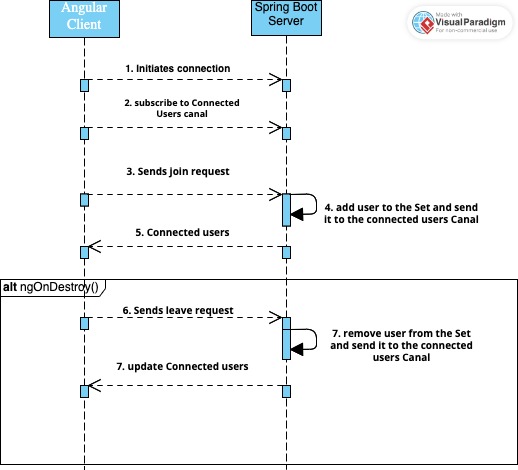 Angular
Client
Spring Boot
Server
Made with
Visual Paradigm
For non-commercial use
1. Initiates connection
2. subscribe to Connected
Users canal
3. Sends join request
4. add user to the Set and send
it to the connected users Canal
5. Connected users
alt ngOnDestroy()
6. Sends leave request
7. remove user from the Set
and send it to the connected
users Canal
7. update Connected users